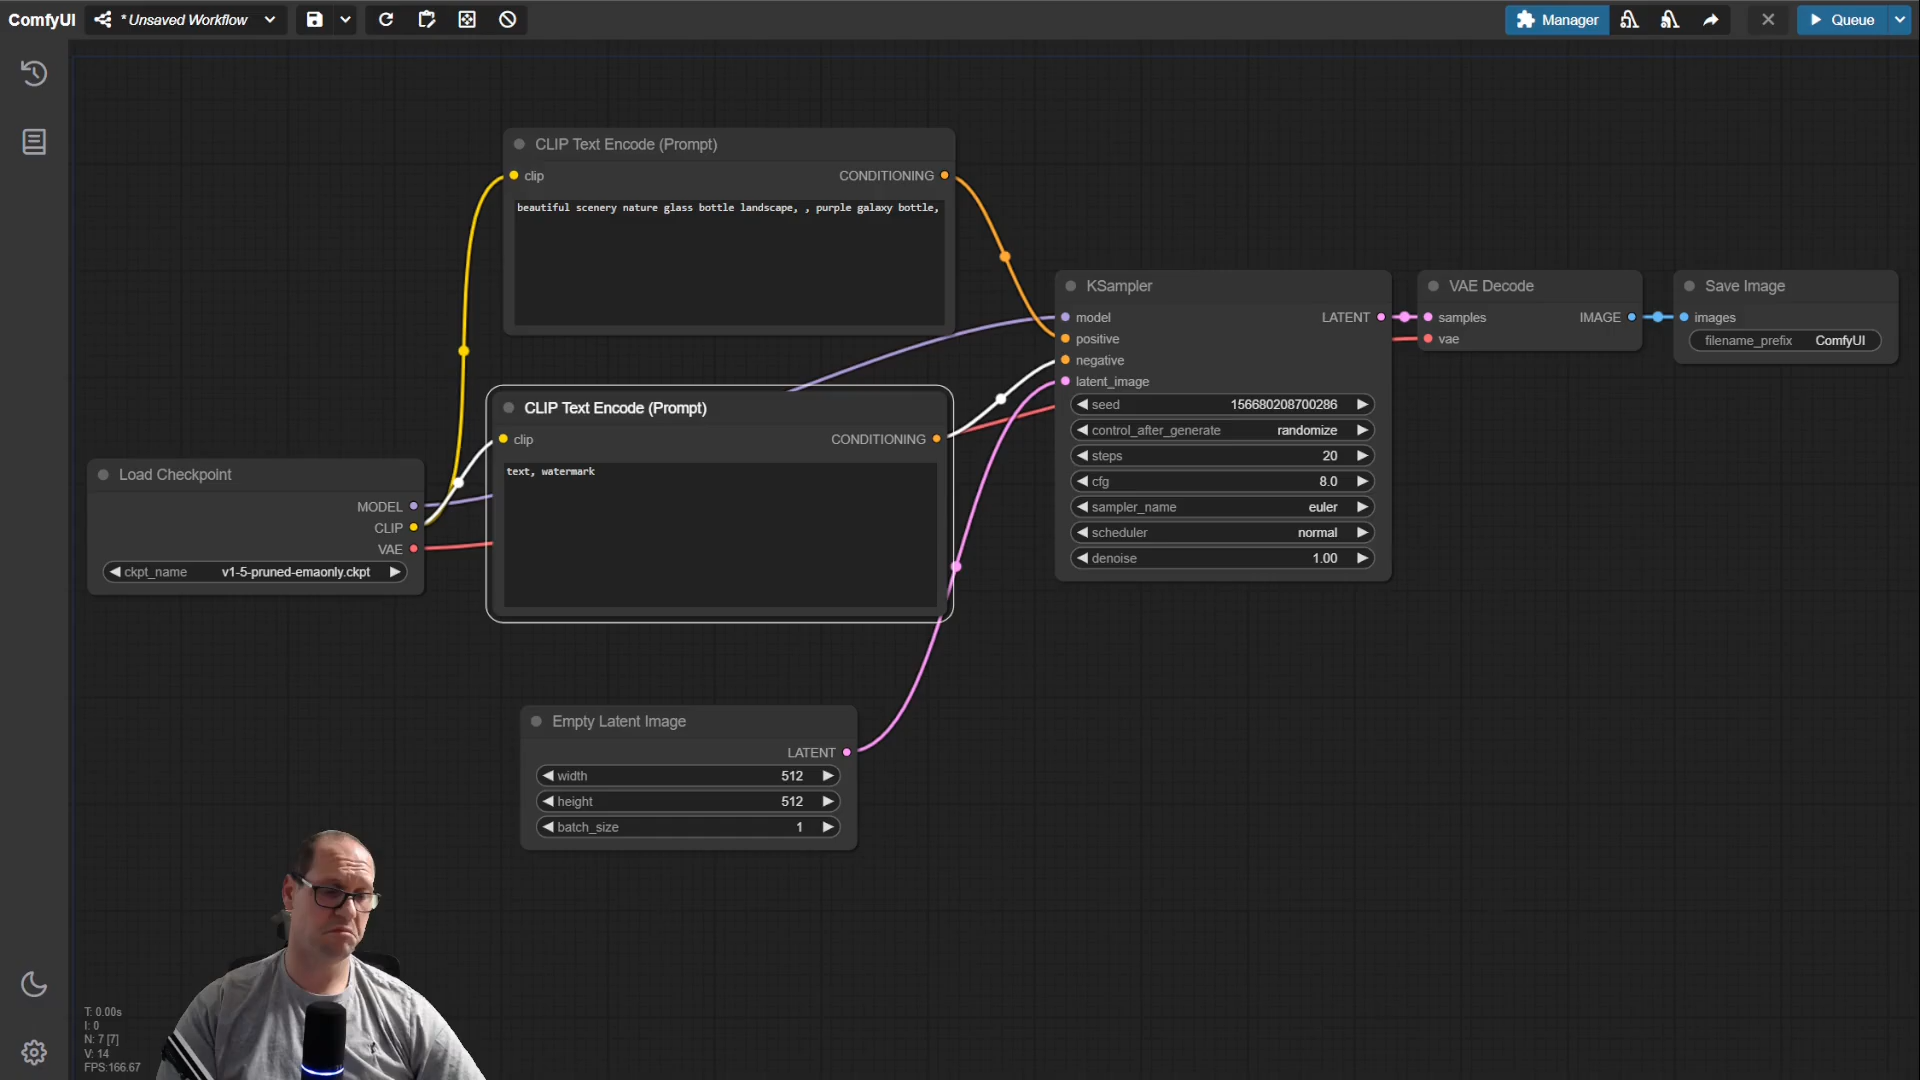 ComfyUI
* Unsaved Workflow
Manager
Queue
CLIP Text Encode (Prompt)
clip
CONDITIONING
beautiful scenery nature glass bottle landscape, , purple galaxy bottle,
KSampler
model
LATENT
positive
negative
latent_image
seed 156680208700286
control_after_generate randomize
steps 20
cfg 8.0
sampler_name euler
scheduler normal
denoise 1.00
VAE Decode
samples
IMAGE
vae
Save Image
images
filename_prefix ComfyUI
CLIP Text Encode (Prompt)
clip
CONDITIONING
text, watermark
Load Checkpoint
MODEL
CLIP
VAE
ckpt_name v1-5-pruned-emaonly.ckpt
Empty Latent Image
LATENT
width 512
height 512
batch_size 1
T: 0.00s
I: 0
N: 7 [7]
V: 14
FPS:166.67